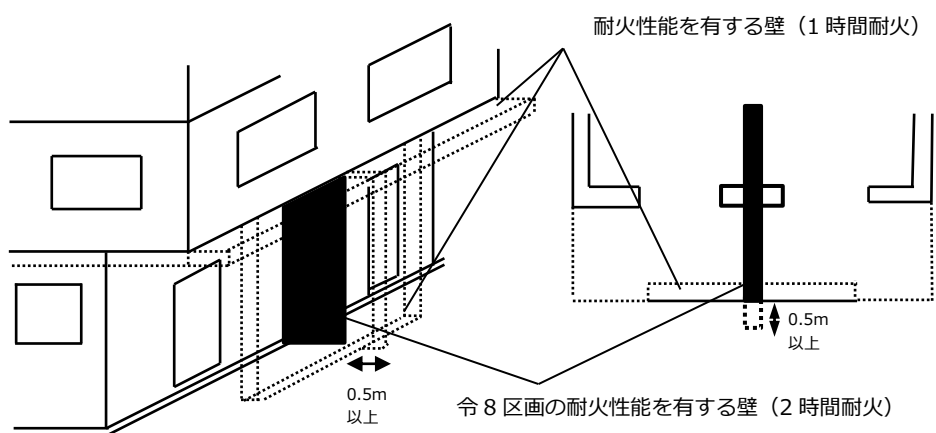 耐火性能を有する壁（1 時間耐火）
0.5m
以上
0.5m
以上
令 8 区画の耐火性能を有する壁（2 時間耐火）